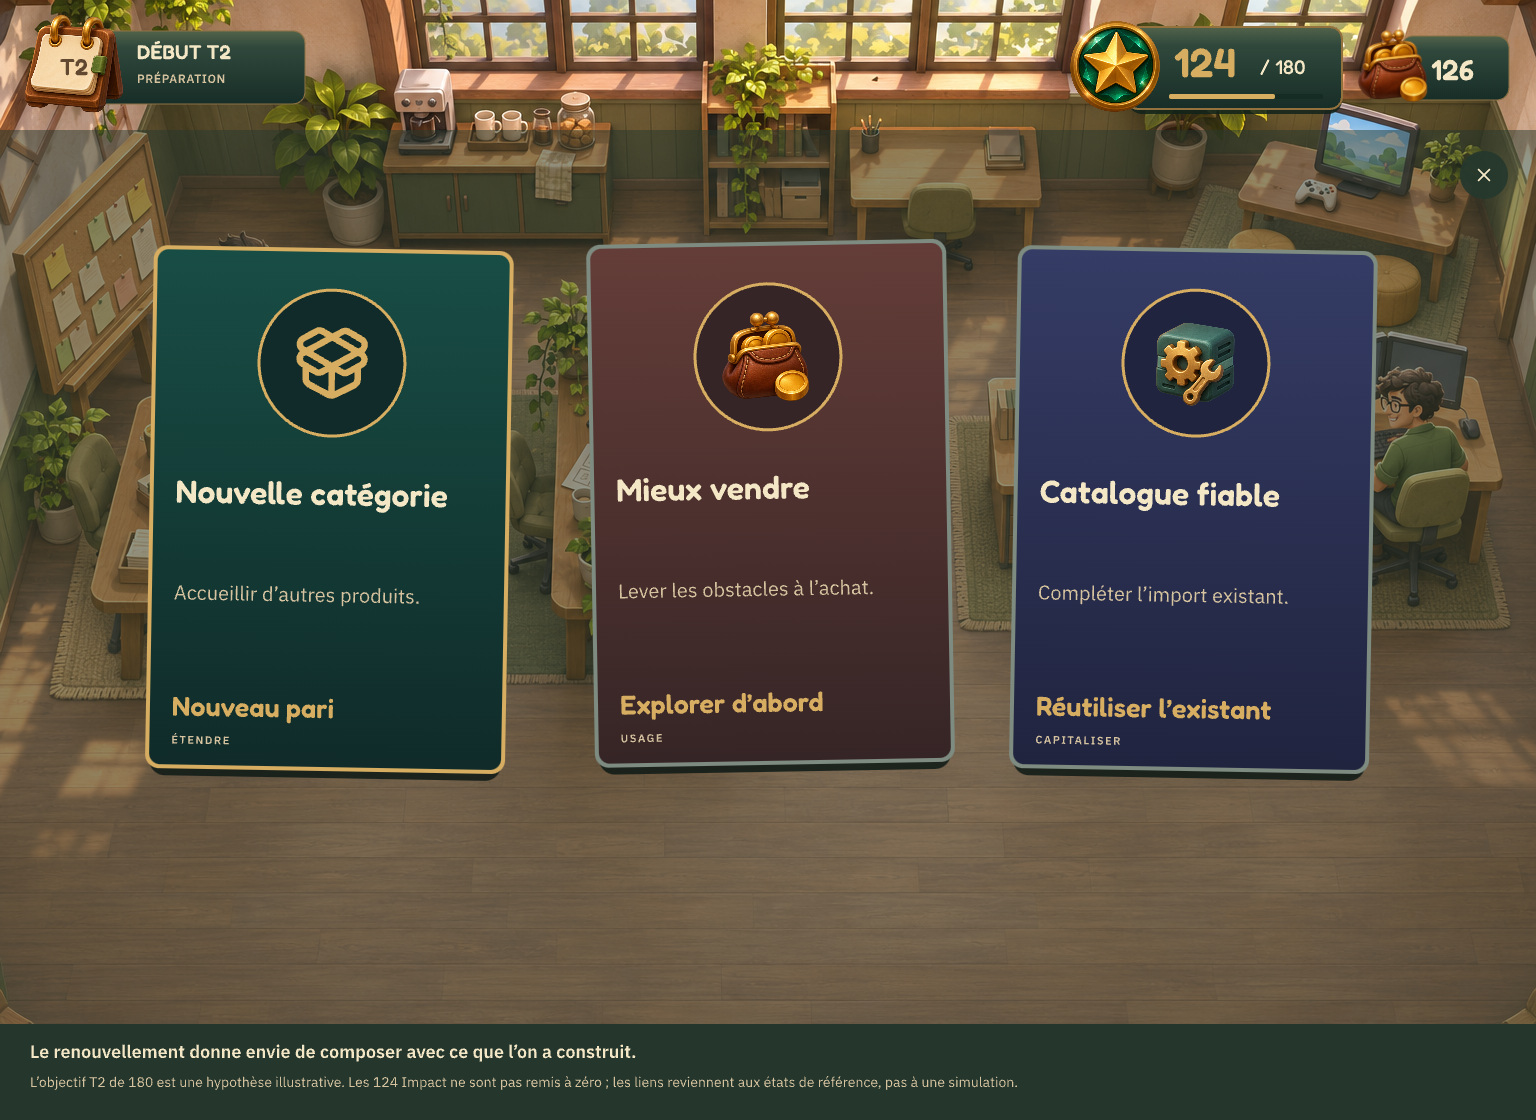 T2
DÉBUT T2
PRÉPARATION
124 / 180
126
Nouvelle catégorie
Accueillir d’autres produits.
Nouveau pari
ÉTENDRE
Mieux vendre
Lever les obstacles à l’achat.
Explorer d’abord
USAGE
Catalogue fiable
Compléter l’import existant.
Réutiliser l’existant
CAPITALISER
Le renouvellement donne envie de composer avec ce que l’on a construit.
L’objectif T2 de 180 est une hypothèse illustrative. Les 124 Impact ne sont pas remis à zéro ; les liens reviennent aux états de référence, pas à une simulation.